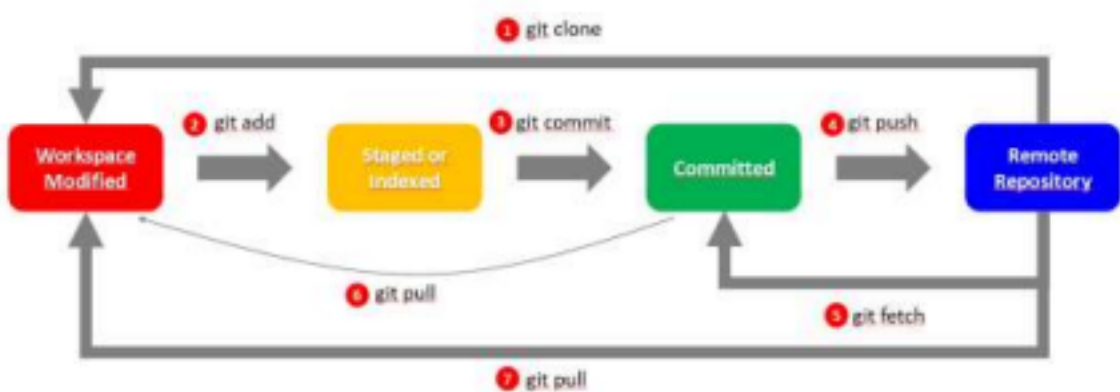 1 git clone
2 git add
3 git commit
4 git push
Workspace
Modified
Staged or
Indexed
Committed
Remote
Repository
6 git pull
5 git fetch
7 git pull